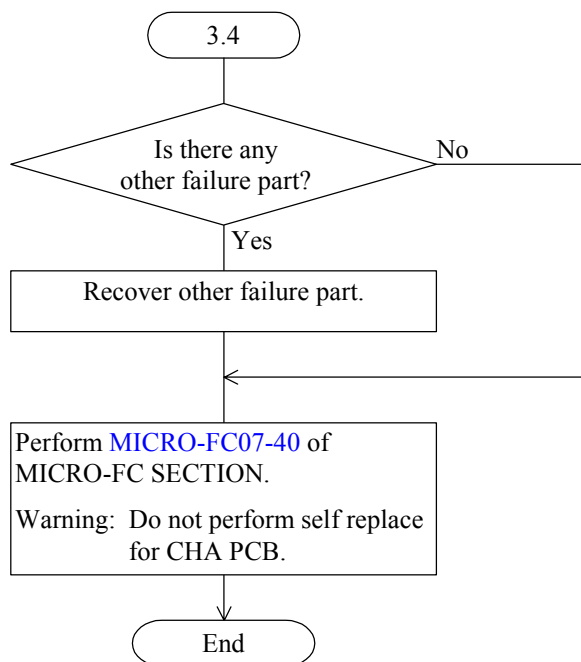 3.4
Is there any
other failure part?
No
Yes
Recover other failure part.
Perform MICRO-FC07-40 of
MICRO-FC SECTION.
Warning: Do not perform self replace
for CHA PCB.
End